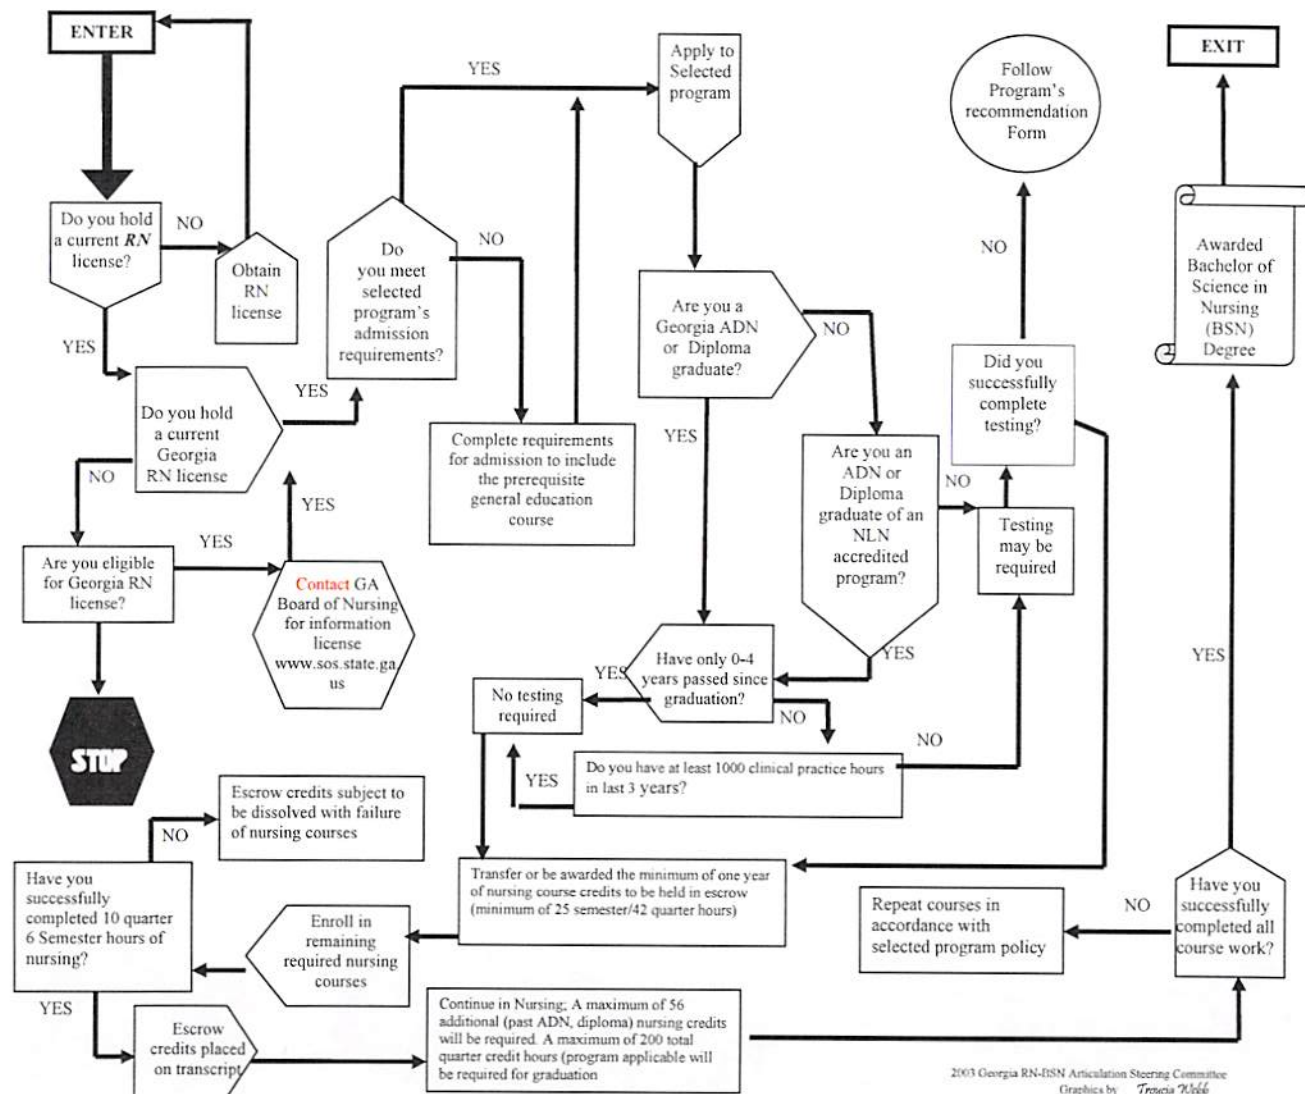 ENTER
Do you hold
a current RN
license?
NO
Obtain
RN
license
YES
Do you hold
a current
Georgia
RN license
YES
NO
Are you eligible
for Georgia RN
license?
YES
Contact GA
Board of Nursing
for information
license
www.sos.state.ga.
us
YES
STOP
Do
you meet
selected
program's
admission
requirements?
YES
NO
Complete requirements
for admission to include
the prerequisite
general education
course
Apply to
Selected
program
Are you a
Georgia ADN
or Diploma
graduate?
NO
YES
Are you an
ADN or
Diploma
graduate of an
NLN
accredited
program?
NO
YES
Testing
may be
required
Did you
successfully
complete
testing?
NO
Follow
Program's
recommendation
Form
Have only 0-4
years passed since
graduation?
YES
NO
No testing
required
Do you have at least 1000 clinical practice hours
in last 3 years?
YES
NO
Transfer or be awarded the minimum of one year
of nursing course credits to be held in escrow
(minimum of 25 semester/42 quarter hours)
Enroll in
remaining
required nursing
courses
Have you
successfully
completed 10 quarter
6 Semester hours of
nursing?
NO
Escrow credits subject to
be dissolved with failure
of nursing courses
YES
Escrow
credits placed
on transcript
Continue in Nursing; A maximum of 56
additional (past ADN, diploma) nursing credits
will be required. A maximum of 200 total
quarter credit hours (program applicable will
be required for graduation
Have you
successfully
completed all
course work?
NO
Repeat courses in
accordance with
selected program policy
YES
Awarded
Bachelor of
Science in
Nursing
(BSN)
Degree
EXIT
2003 Georgia RN-BSN Articulation Steering Committee
Graphics by Troycia Webb